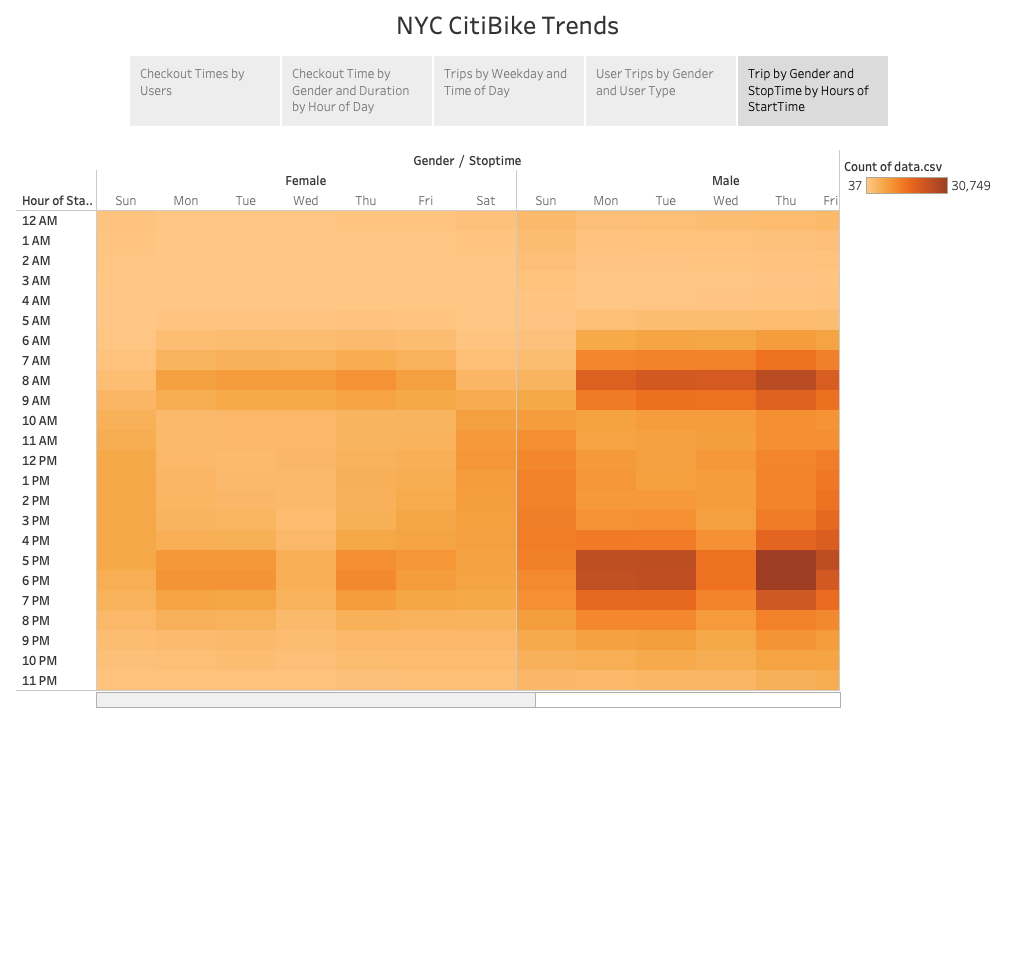 NYC CitiBike Trends
Checkout Times by
Users
Checkout Time by
Gender and Duration
by Hour of Day
Trips by Weekday and
Time of Day
User Trips by Gender
and User Type
Trip by Gender and
StopTime by Hours of
StartTime
Gender / Stoptime
Female Male
Hour of Sta.. Sun Mon Tue Wed Thu Fri Sat Sun Mon Tue Wed Thu Fri
12 AM
1 AM
2 AM
3 AM
4 AM
5 AM
6 AM
7 AM
8 AM
9 AM
10 AM
11 AM
12 PM
1 PM
2 PM
3 PM
4 PM
5 PM
6 PM
7 PM
8 PM
9 PM
10 PM
11 PM
Count of data.csv
37 30,749